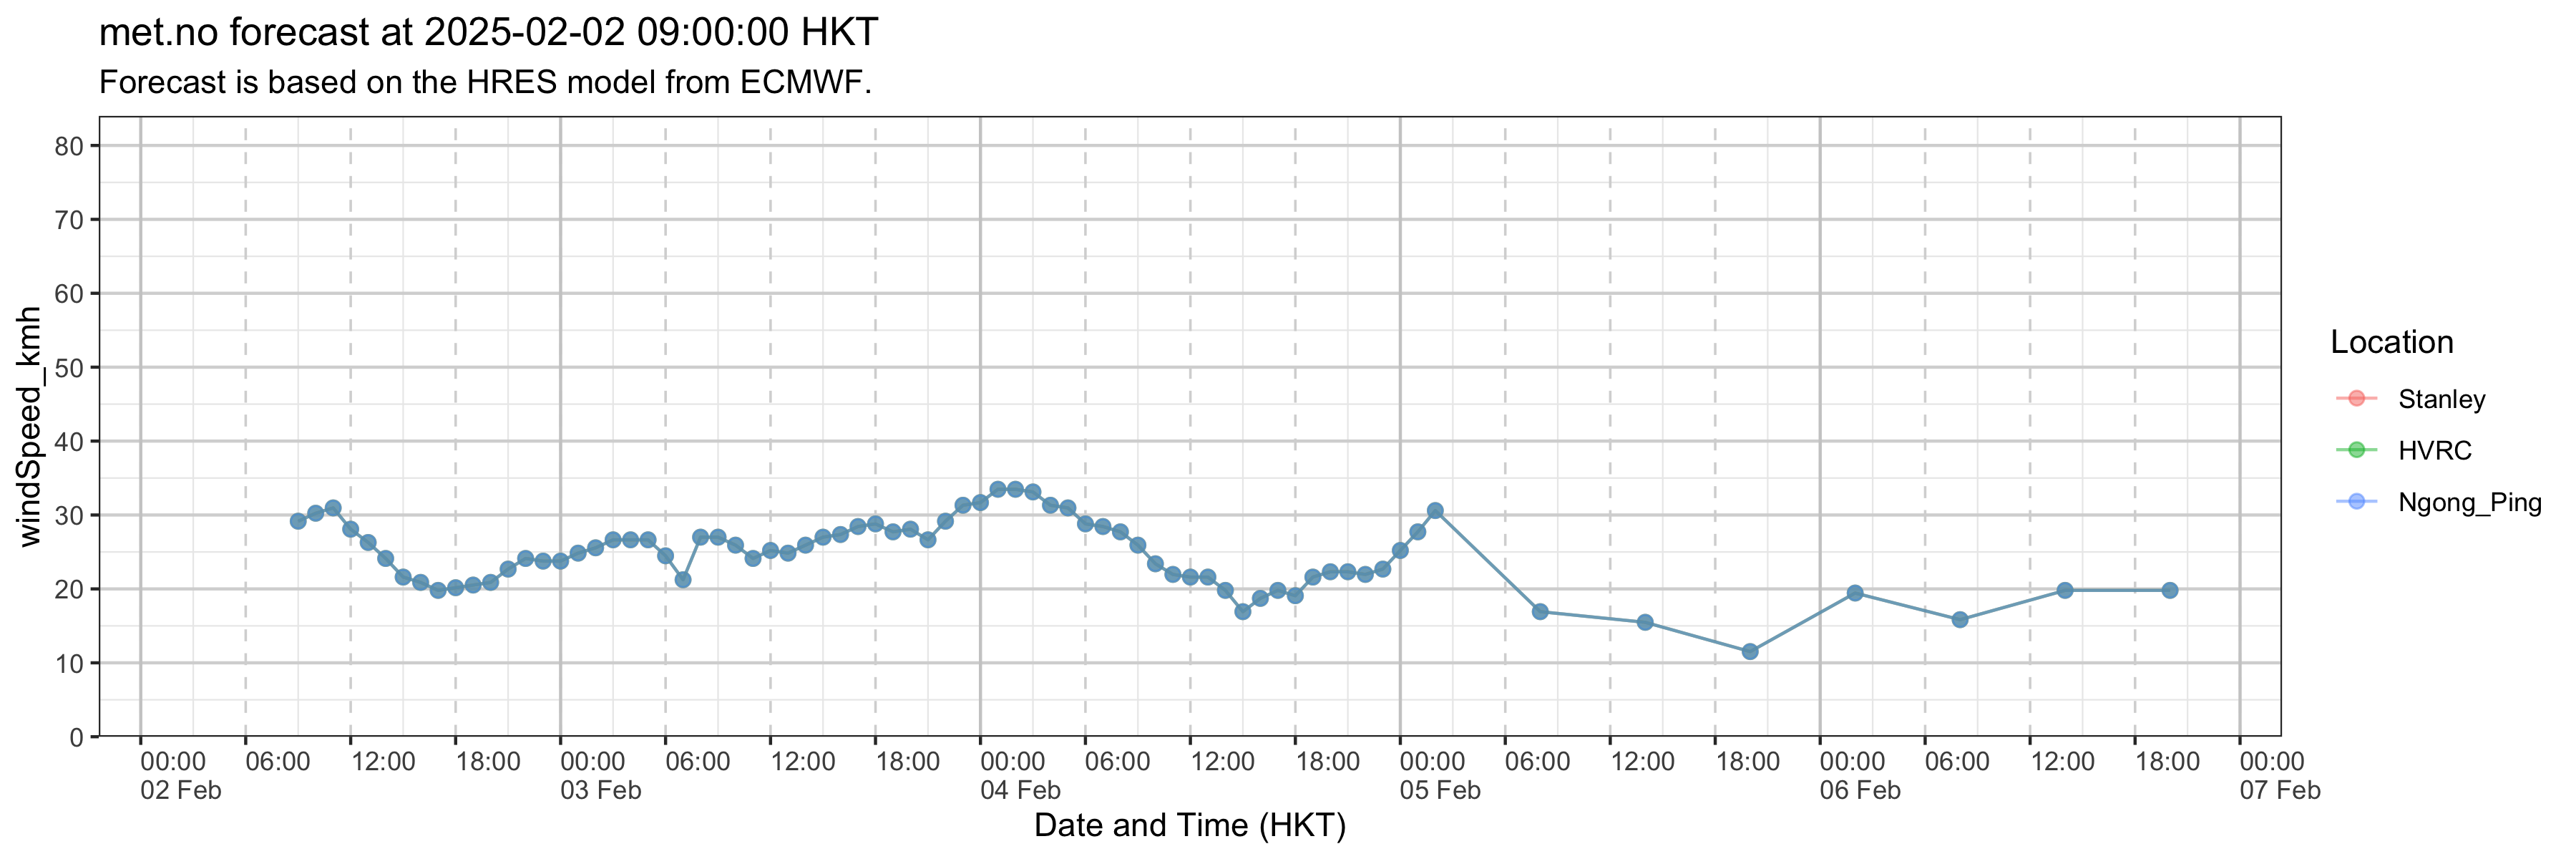 met.no forecast at 2025-02-02 09:00:00 HKT
Forecast is based on the HRES model from ECMWF.
windSpeed_kmh
80
70
60
50
40
30
20
10
0
00:00 06:00 12:00 18:00 00:00 06:00 12:00 18:00 00:00 06:00 12:00 18:00 00:00 06:00 12:00 18:00 00:00 06:00 12:00 18:00 00:00
02 Feb 03 Feb 04 Feb 05 Feb 06 Feb 07 Feb
Date and Time (HKT)
Location
Stanley
HVRC
Ngong_Ping